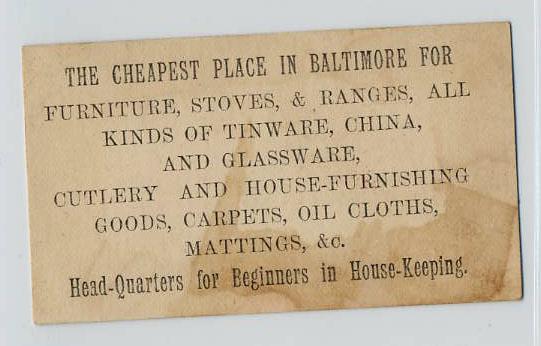 THE CHEAPEST PLACE IN BALTIMORE FOR
FURNITURE, STOVES, & RANGES, ALL
KINDS OF TINWARE, CHINA,
AND GLASSWARE,
CUTLERY AND HOUSE-FURNISHING
GOODS, CARPETS, OIL CLOTHS,
MATTINGS, &c.
Head-Quarters for Beginners in House-Keeping.